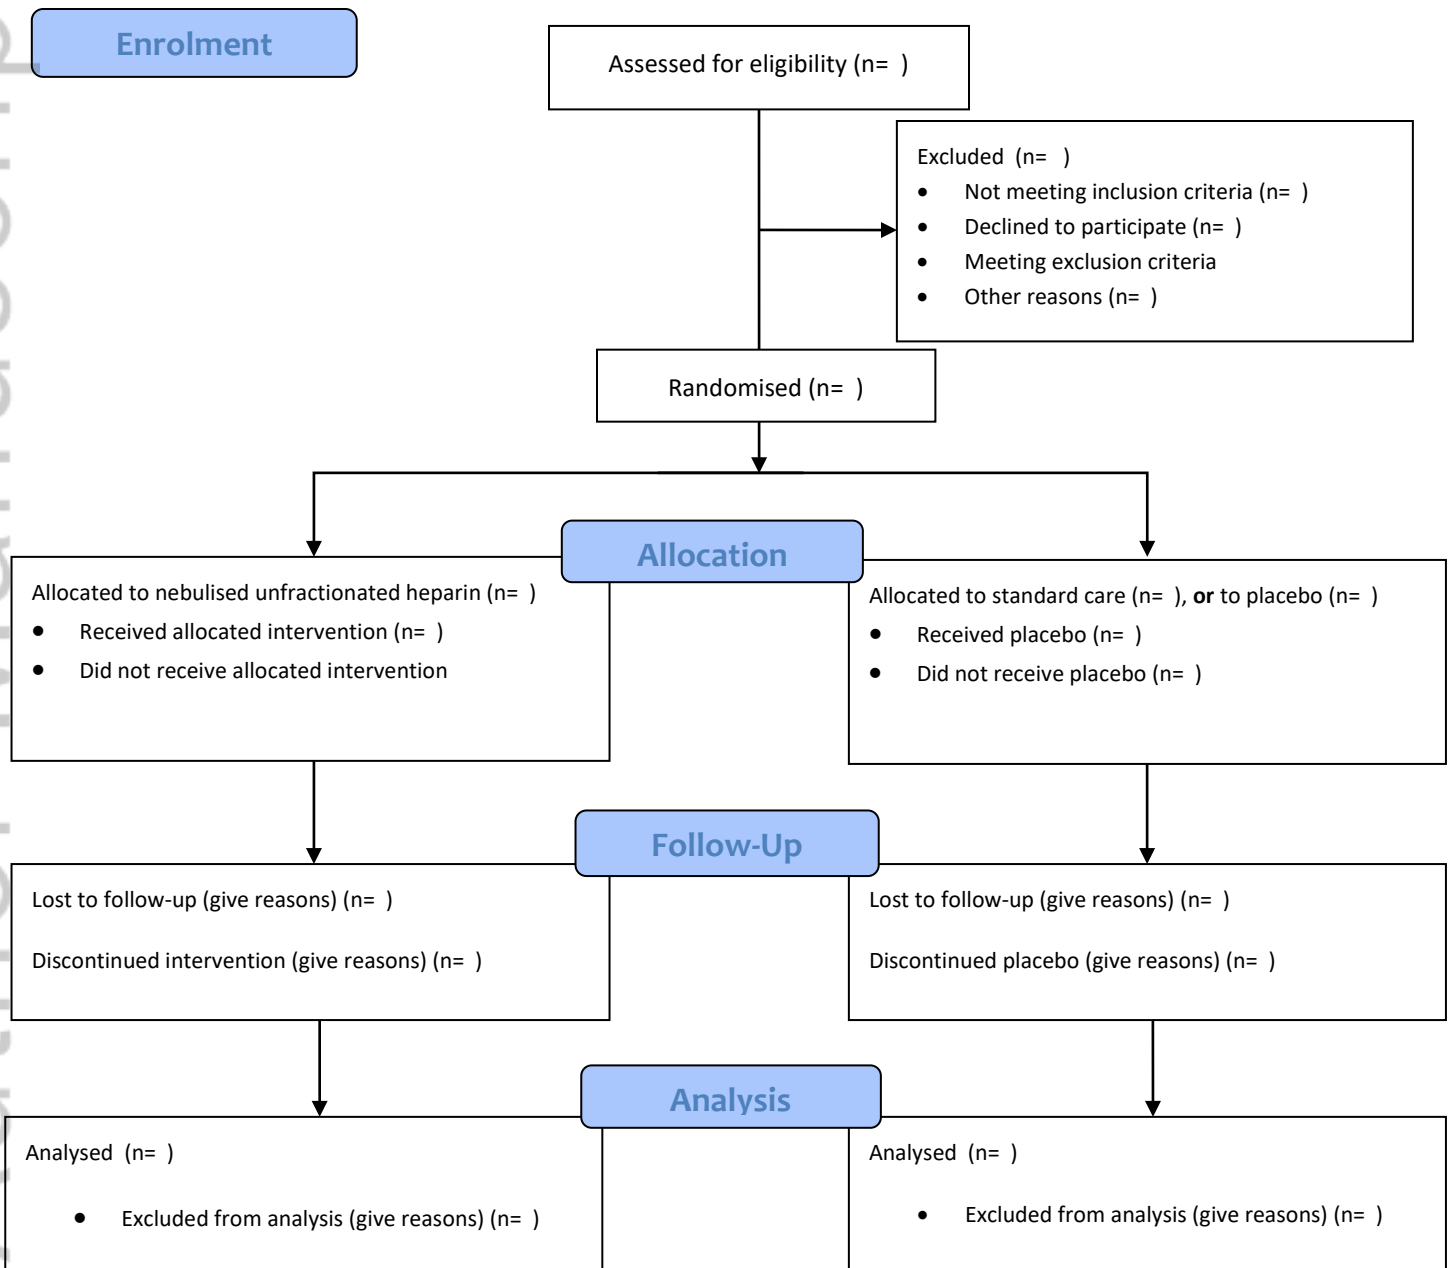 Enrolment
Assessed for eligibility (n=  )
Excluded  (n=   )
• Not meeting inclusion criteria (n=  )
• Declined to participate (n=  )
• Meeting exclusion criteria
• Other reasons (n=  )
Randomised (n=  )
Allocation
Allocated to nebulised unfractionated heparin (n=  )
• Received allocated intervention (n=  )
• Did not receive allocated intervention
Allocated to standard care (n=  ), or to placebo (n=  )
• Received placebo (n=  )
• Did not receive placebo (n=  )
Follow-Up
Lost to follow-up (give reasons) (n=  )
Discontinued intervention (give reasons) (n=  )
Lost to follow-up (give reasons) (n=  )
Discontinued placebo (give reasons) (n=  )
Analysis
Analysed  (n=  )
• Excluded from analysis (give reasons) (n=  )
Analysed  (n=  )
• Excluded from analysis (give reasons) (n=  )